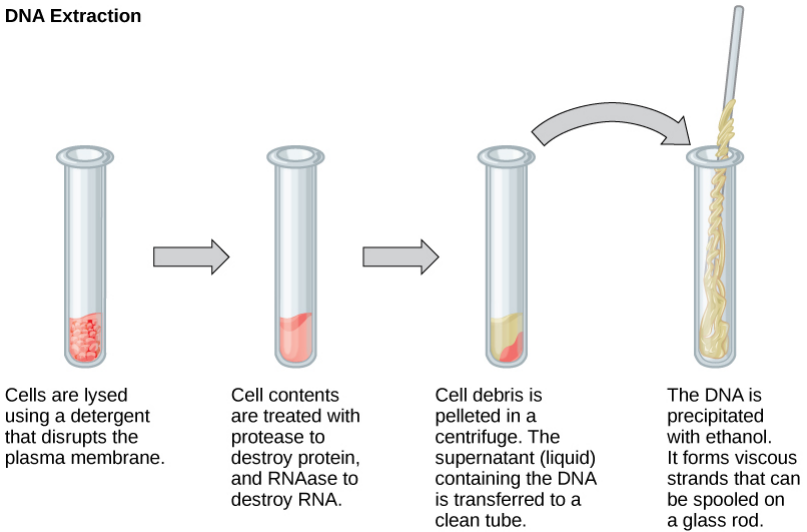 DNA Extraction
Cells are lysed
using a detergent
that disrupts the
plasma membrane.
Cell contents
are treated with
protease to
destroy protein,
and RNAase to
destroy RNA.
Cell debris is
pelleted in a
centrifuge. The
supernatant (liquid)
containing the DNA
is transferred to a
clean tube.
The DNA is
precipitated
with ethanol.
It forms viscous
strands that can
be spooled on
a glass rod.